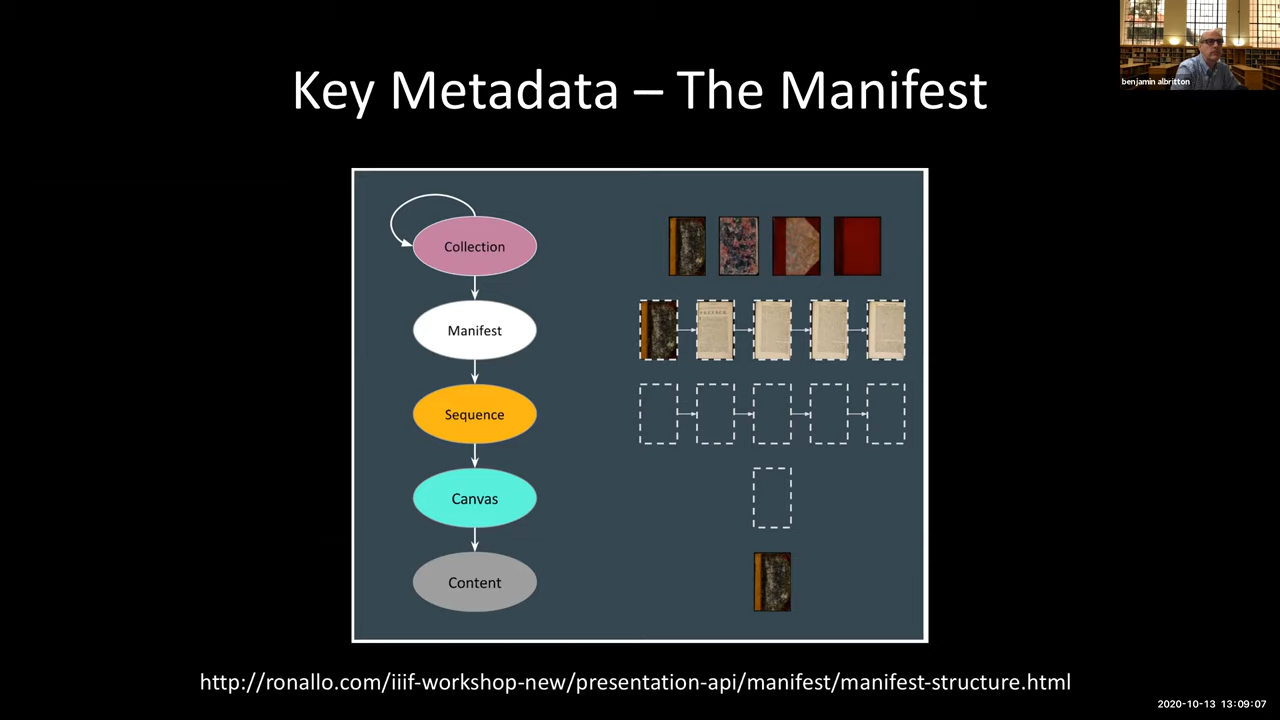 benjamin albritton
Key Metadata – The Manifest
Collection
Manifest
Sequence
Canvas
Content
http://ronallo.com/iiif-workshop-new/presentation-api/manifest/manifest-structure.html
2020-10-13 13:09:07